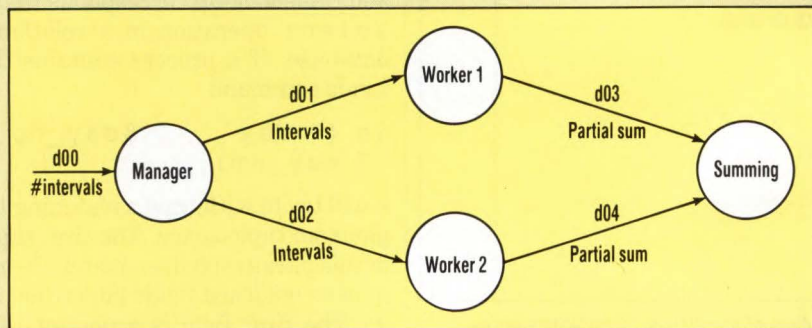 d00
#intervals
Manager
d01
Intervals
d02
Intervals
Worker 1
Worker 2
d03
Partial sum
d04
Partial sum
Summing